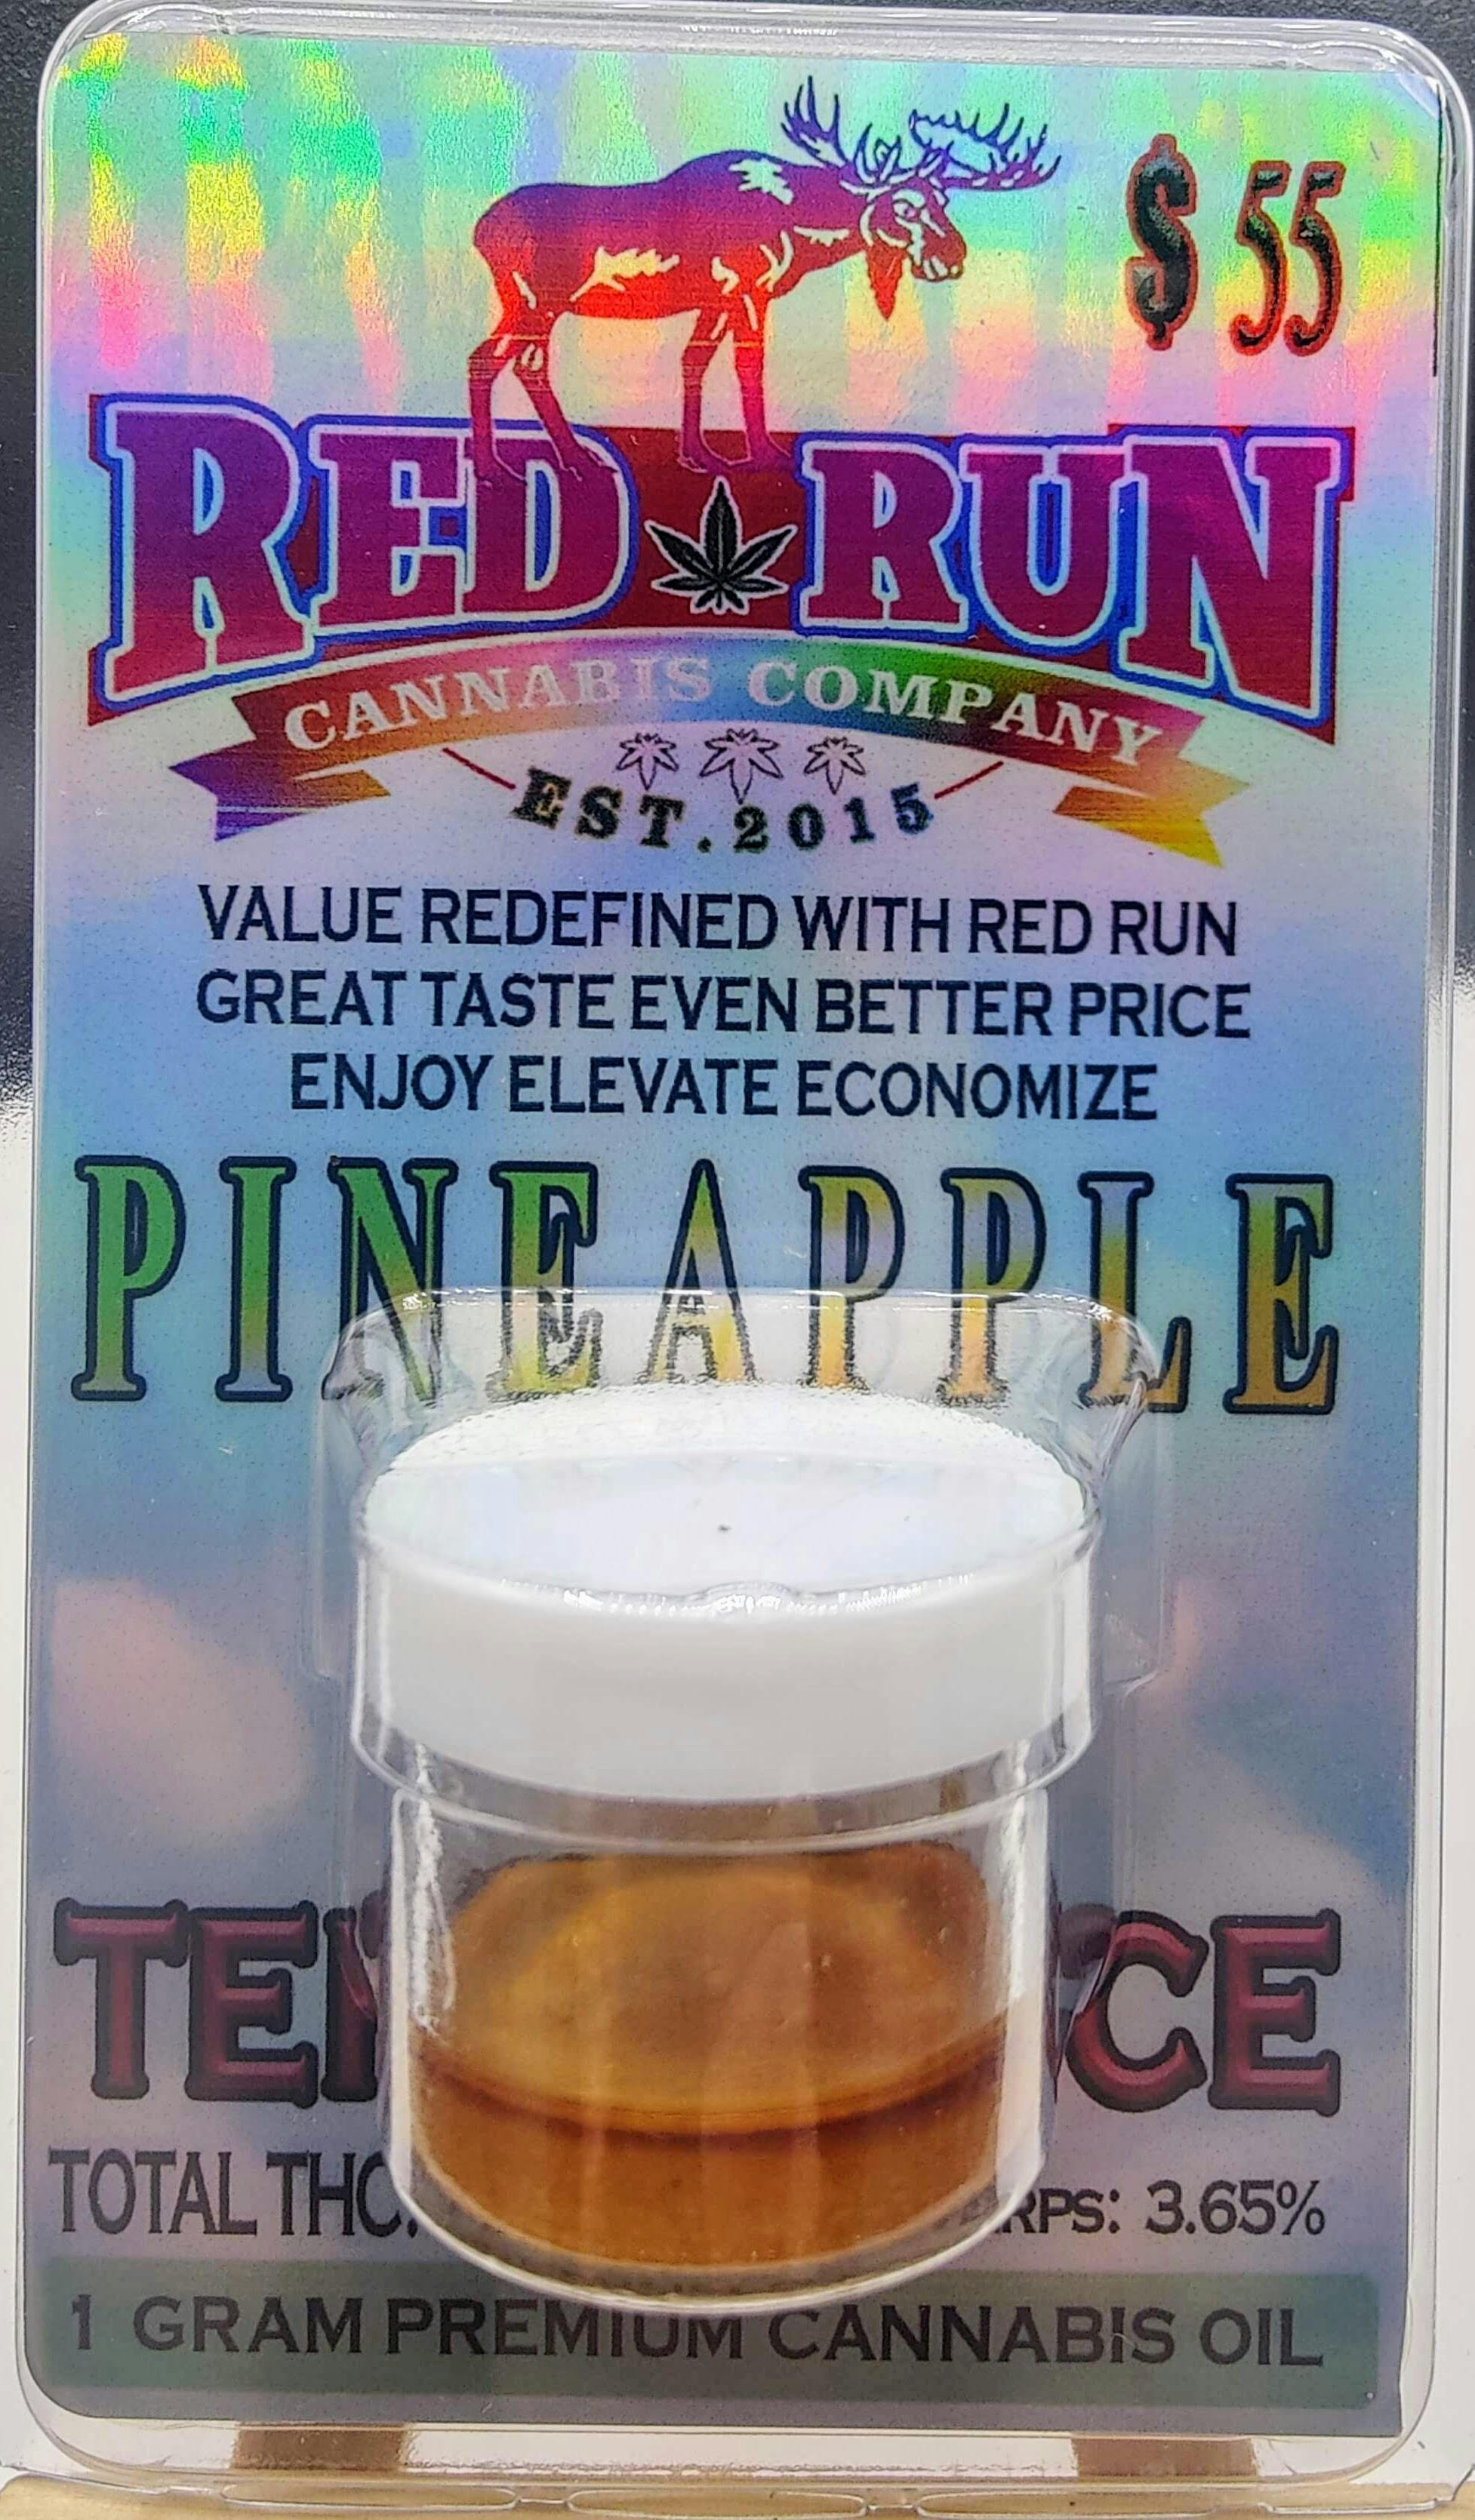 $ 55
RED RUN
CANNABIS COMPANY
EST. 2015
VALUE REDEFINED WITH RED RUN
GREAT TASTE EVEN BETTER PRICE
ENJOY ELEVATE ECONOMIZE
PINEAPPLE
TOTAL THC: 3.65%
1 GRAM PREMIUM CANNABIS OIL